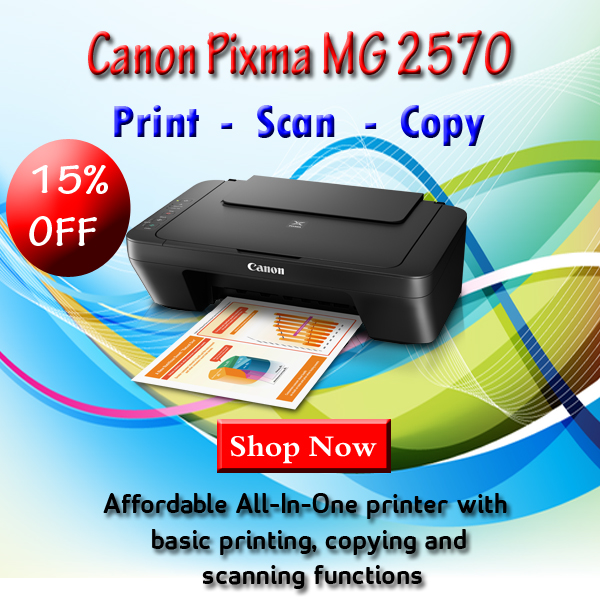 Canon Pixma MG 2570
Print - Scan - Copy
15%
OFF
Canon
Shop Now
Affordable All-In-One printer with
basic printing, copying and
scanning functions